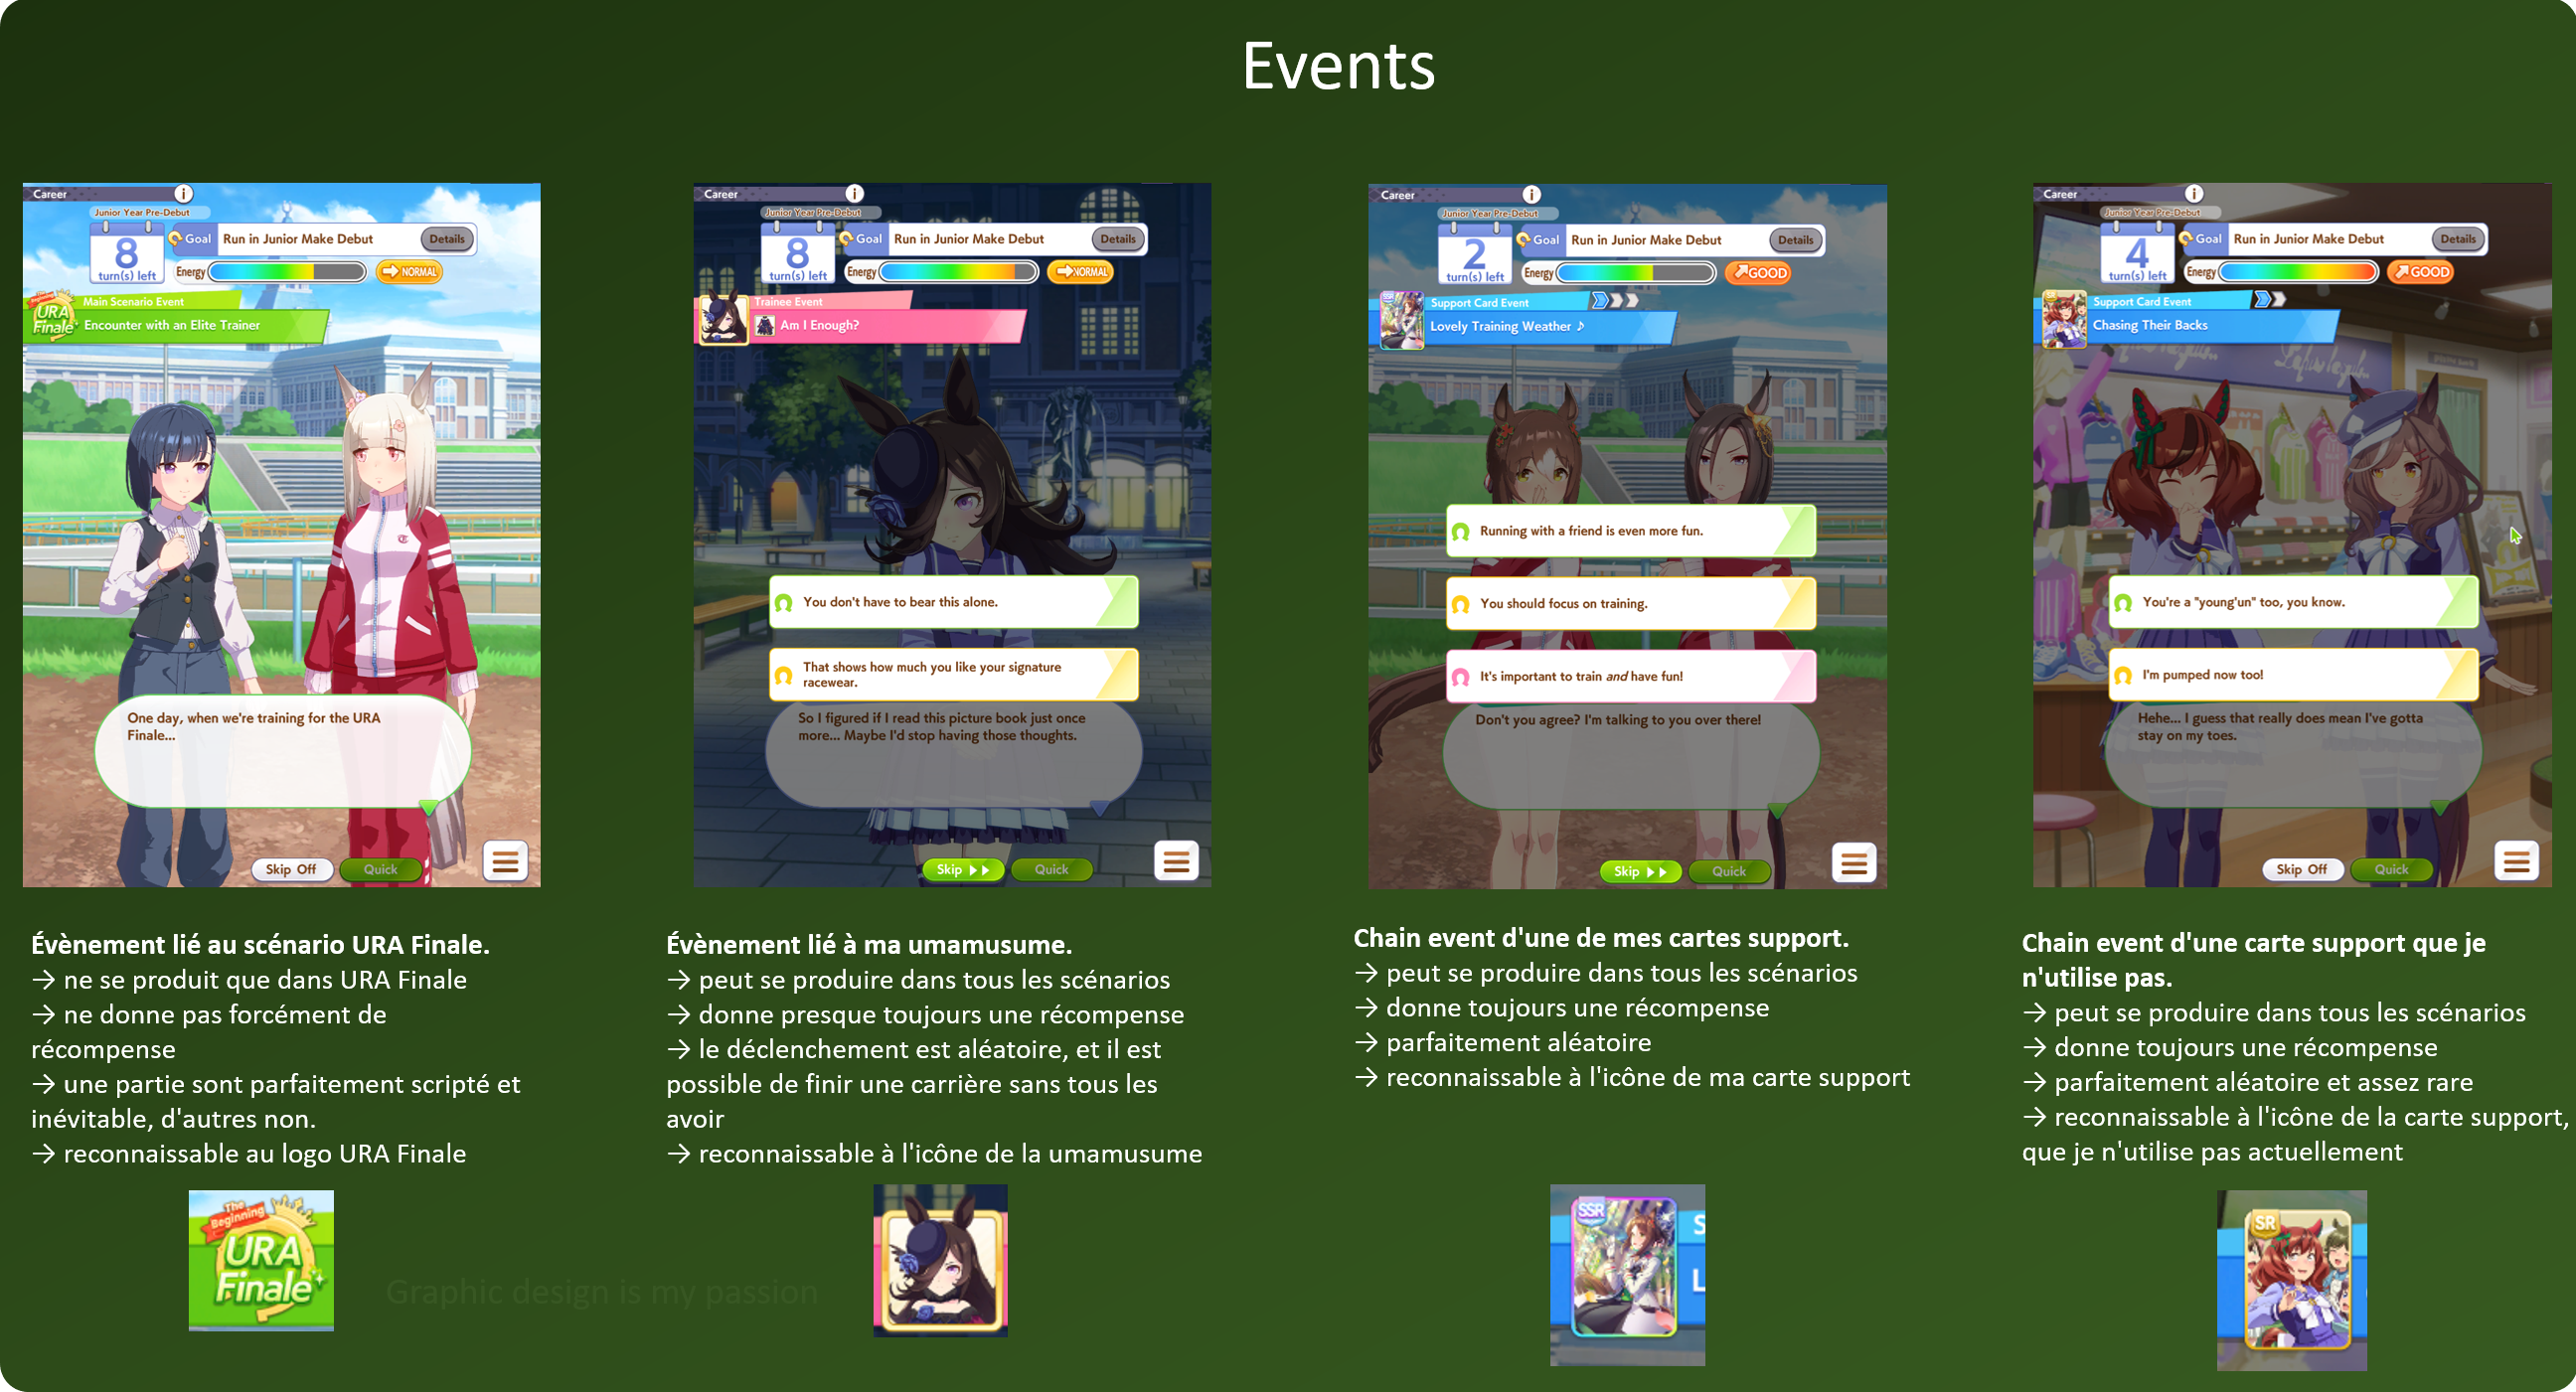 Events
Career
i
Junior Year Pre-Debut
8
turn(s) left
Goal
Run in Junior Make Debut
Details
Energy
NORMAL
The Beginning
URA
Finale
Main Scenario Event
Encounter with an Elite Trainer
One day, when we're training for the URA
Finale...
Skip Off
Quick
Évènement lié au scénario URA Finale.
→ ne se produit que dans URA Finale
→ ne donne pas forcément de
récompense
→ une partie sont parfaitement scripté et
inévitable, d'autres non.
→ reconnaissable au logo URA Finale
The Beginning
URA
Finale
Career
i
Junior Year Pre-Debut
8
turn(s) left
Goal
Run in Junior Make Debut
Details
Energy
NORMAL
Trainee Event
Am I Enough?
You don't have to bear this alone.
That shows how much you like your signature
racewear.
So I figured if I read this picture book just once
more... Maybe I'd stop having those thoughts.
Skip
Quick
Évènement lié à ma umamusume.
→ peut se produire dans tous les scénarios
→ donne presque toujours une récompense
→ le déclenchement est aléatoire, et il est
possible de finir une carrière sans tous les
avoir
→ reconnaissable à l'icône de la umamusume
Graphic design is my passion
Career
i
Junior Year Pre-Debut
2
turn(s) left
Goal
Run in Junior Make Debut
Details
Energy
GOOD
SSR
Support Card Event
Lovely Training Weather ♪
Running with a friend is even more fun.
You should focus on training.
It's important to train and have fun!
Don't you agree? I'm talking to you over there!
Skip
Quick
Chain event d'une de mes cartes support.
→ peut se produire dans tous les scénarios
→ donne toujours une récompense
→ parfaitement aléatoire
→ reconnaissable à l'icône de ma carte support
SSR
S
L
Career
i
Junior Year Pre-Debut
4
turn(s) left
Goal
Run in Junior Make Debut
Details
Energy
GOOD
SR
Support Card Event
Chasing Their Backs
You're a "young'un" too, you know.
I'm pumped now too!
Hehe... I guess that really does mean I've gotta
stay on my toes.
Skip Off
Quick
Chain event d'une carte support que je
n'utilise pas.
→ peut se produire dans tous les scénarios
→ donne toujours une récompense
→ parfaitement aléatoire et assez rare
→ reconnaissable à l'icône de la carte support,
que je n'utilise pas actuellement
SR